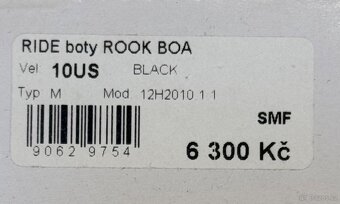 RIDE boty ROOK BOA
Vel 10US BLACK
Typ M Mod 12H2010.1.1
SMF
9062 9754 6 300 Kč